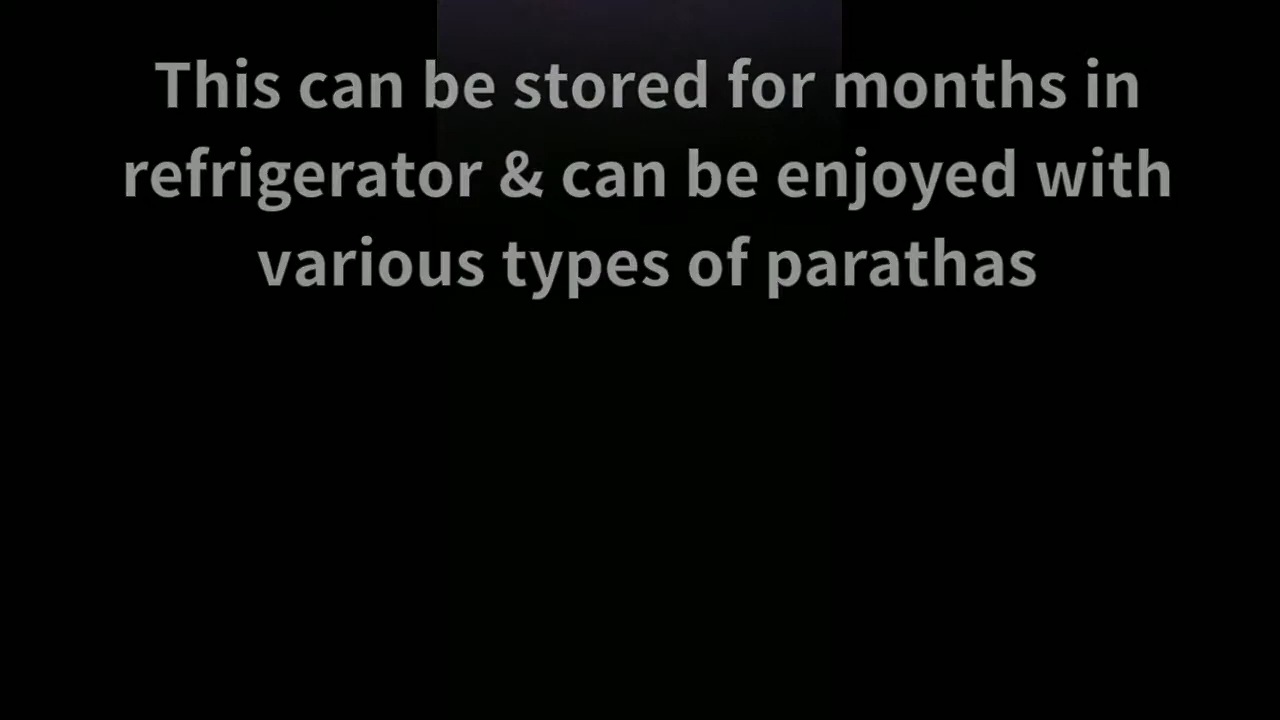 This can be stored for months in
refrigerator & can be enjoyed with
various types of parathas